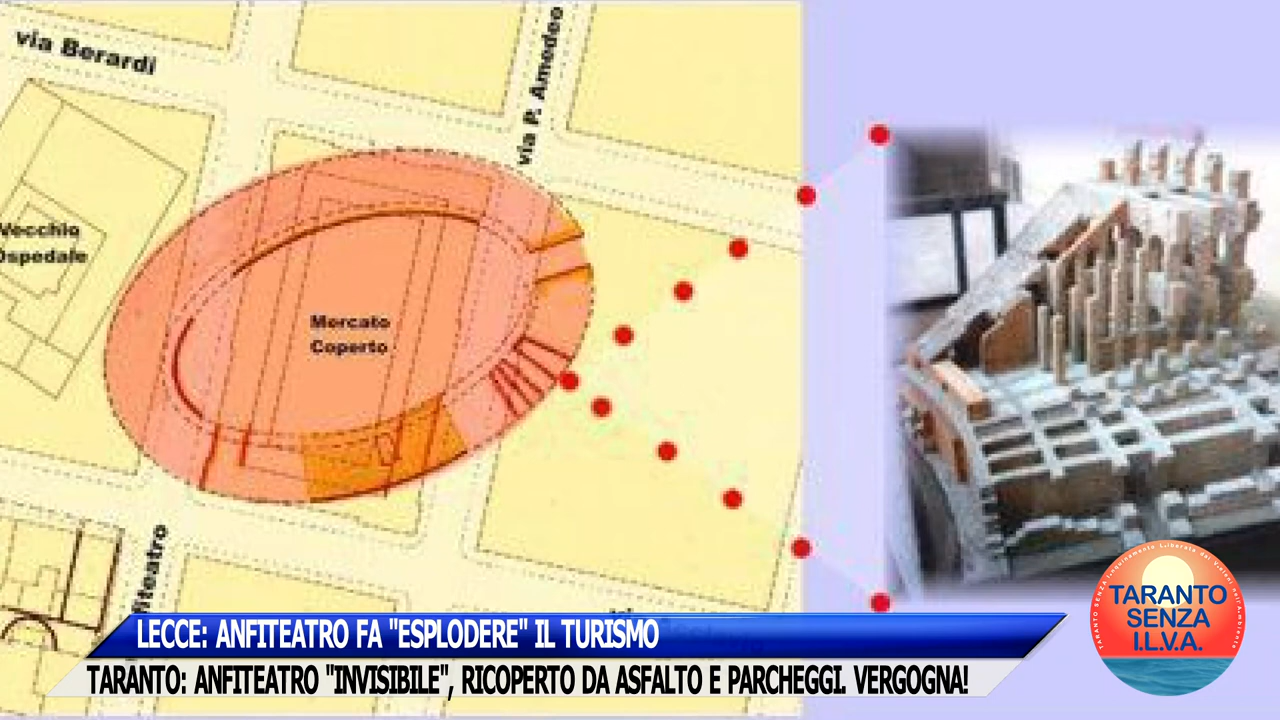 via Berardi
via P. Amedeo
Vecchio
Ospedale
Mercato
Coperto
LECCE: ANFITEATRO FA "ESPLODERE" IL TURISMO
TARANTO: ANFITEATRO "INVISIBILE", RICOPERTO DA ASFALTO E PARCHEGGI. VERGOGNA!
TARANTO
SENZA
I.L.V.A.